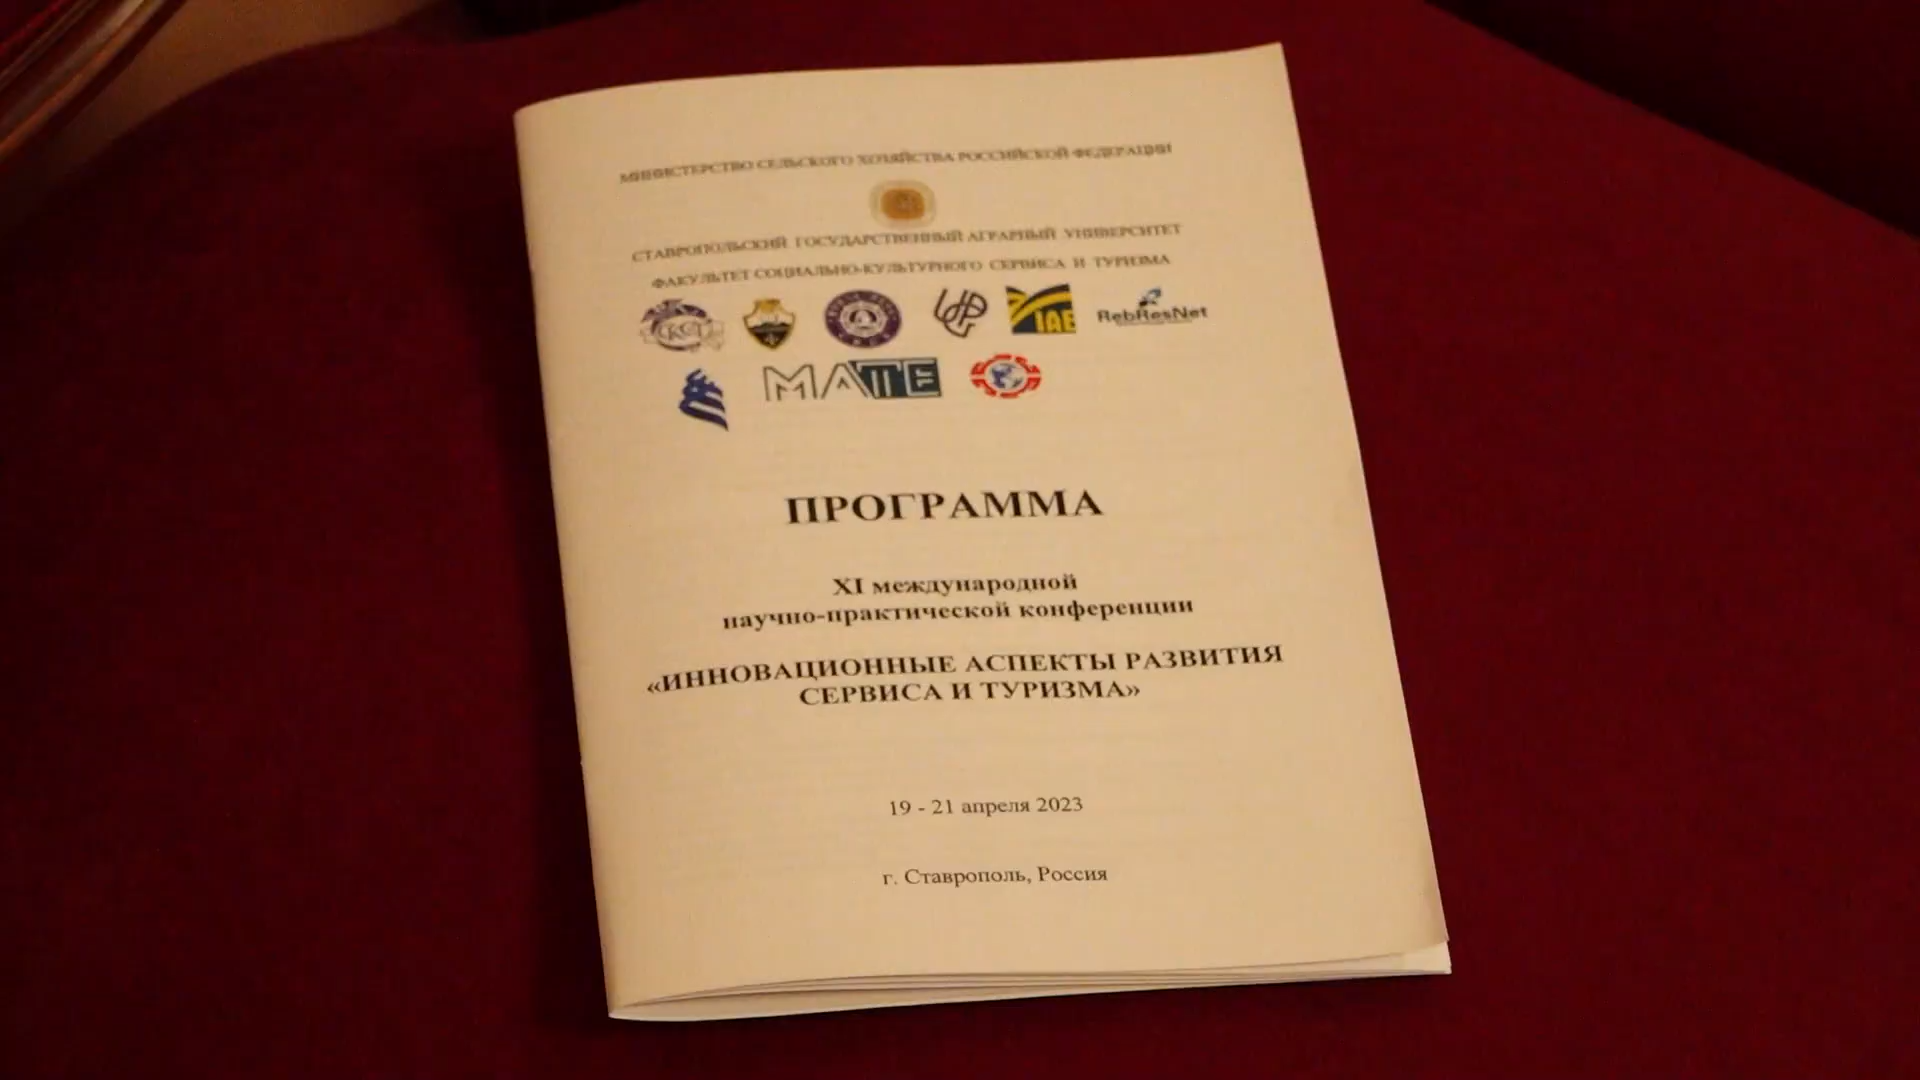 МИНИСТЕРСТВО СЕЛЬСКОГО ХОЗЯЙСТВА РОССИЙСКОЙ ФЕДЕРАЦИИ
СТАВРОПОЛЬСКИЙ ГОСУДАРСТВЕННЫЙ АГРАРНЫЙ УНИВЕРСИТЕТ
ФАКУЛЬТЕТ СОЦИАЛЬНО-КУЛЬТУРНОГО СЕРВИСА И ТУРИЗМА
IAE RebResNet
MATE
ПРОГРАММА
XI международной
научно-практической конференции
«ИННОВАЦИОННЫЕ АСПЕКТЫ РАЗВИТИЯ
СЕРВИСА И ТУРИЗМА»
19 - 21 апреля 2023
г. Ставрополь, Россия